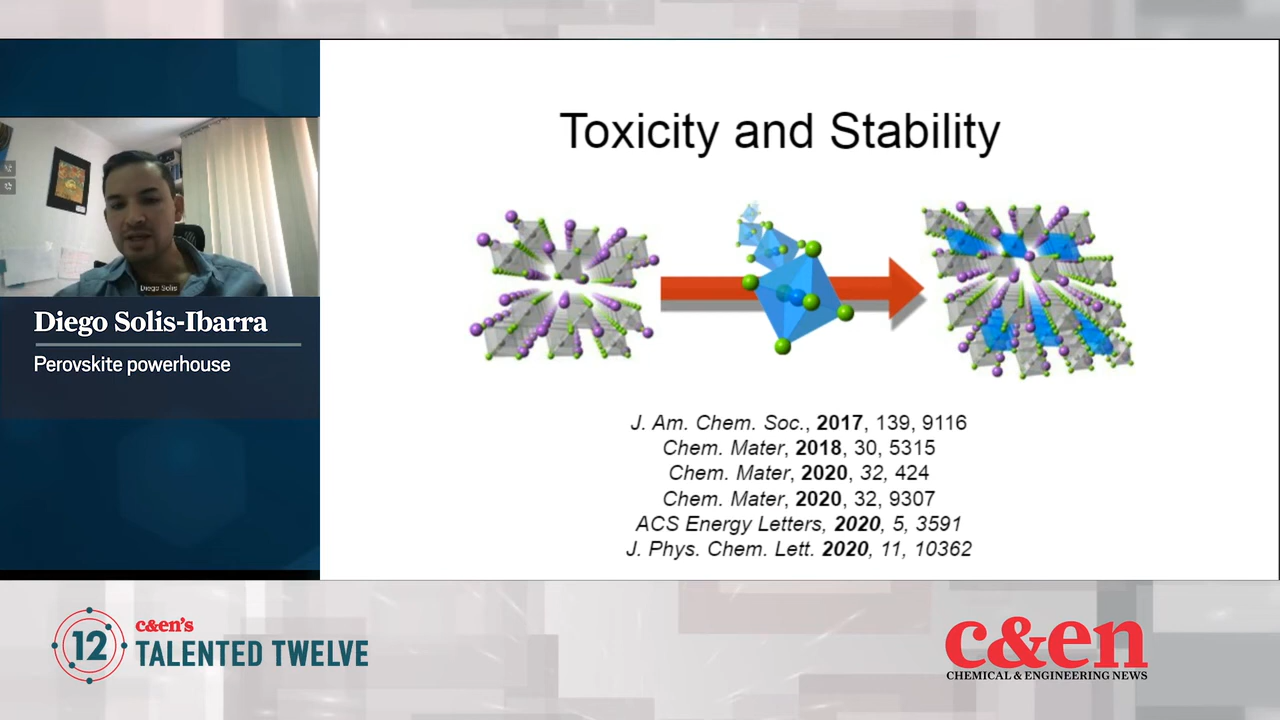 Toxicity and Stability
Diego Solis
Diego Solis-Ibarra
Perovskite powerhouse
J. Am. Chem. Soc., 2017, 139, 9116
Chem. Mater, 2018, 30, 5315
Chem. Mater, 2020, 32, 424
Chem. Mater, 2020, 32, 9307
ACS Energy Letters, 2020, 5, 3591
J. Phys. Chem. Lett. 2020, 11, 10362
12
c&en's
TALENTED TWELVE
c&en
CHEMICAL & ENGINEERING NEWS